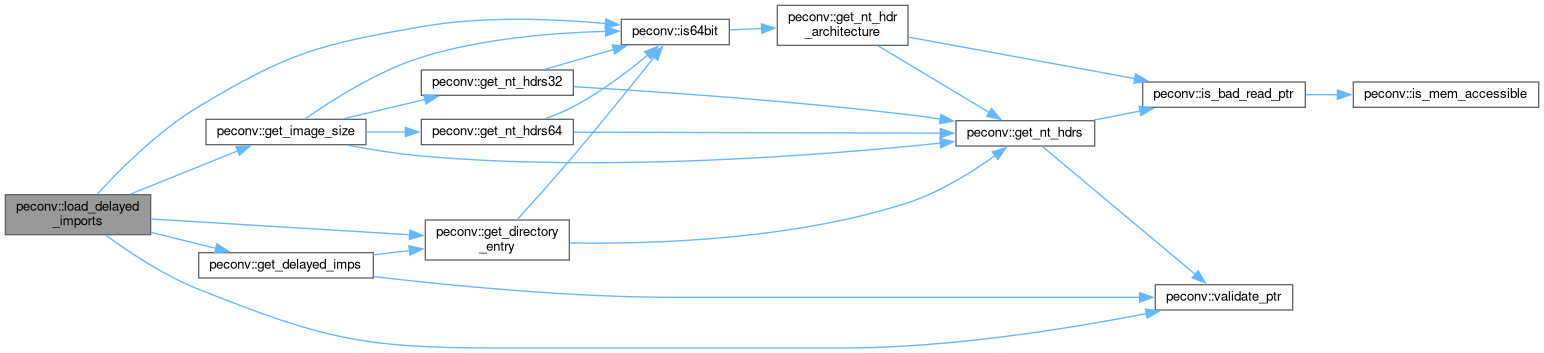 peconv::load_delayed
_imports
peconv::get_image_size
peconv::get_delayed_imps
peconv::get_nt_hdrs32
peconv::get_nt_hdrs64
peconv::get_directory
_entry
peconv::is64bit
peconv::get_nt_hdr
_architecture
peconv::get_nt_hdrs
peconv::is_bad_read_ptr
peconv::validate_ptr
peconv::is_mem_accessible